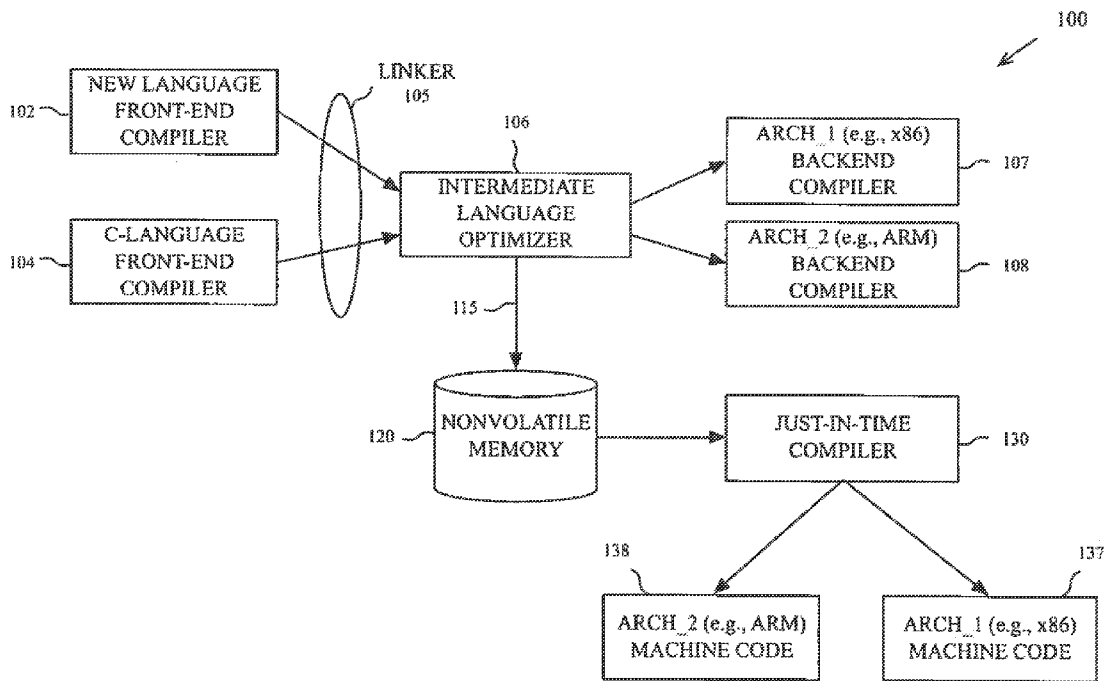 100
NEW LANGUAGE
FRONT-END
COMPILER
102
LINKER
105
106
INTERMEDIATE
LANGUAGE
OPTIMIZER
ARCH_1 (e.g., x86)
BACKEND
COMPILER
107
C-LANGUAGE
FRONT-END
COMPILER
104
ARCH_2 (e.g., ARM)
BACKEND
COMPILER
108
115
NONVOLATILE
MEMORY
120
JUST-IN-TIME
COMPILER
130
138
ARCH_2 (e.g., ARM)
MACHINE CODE
137
ARCH_1 (e.g., x86)
MACHINE CODE